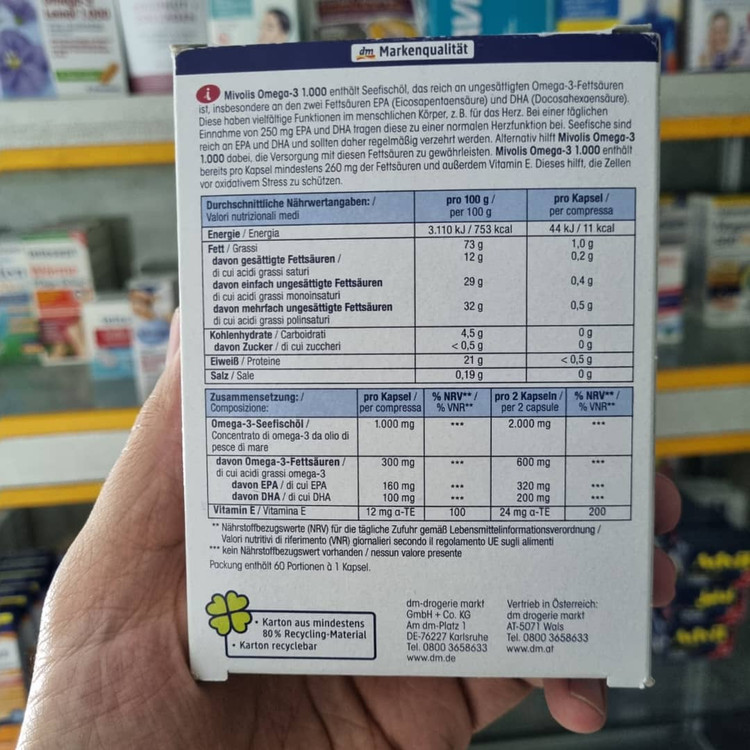 dm Markenqualität
Mivolis Omega-3 1.000 enthält Seefischöl, das reich an ungesättigten Omega-3-Fettsäuren
ist, insbesondere an den zwei Fettsäuren EPA (Eicosapentaensäure) und DHA (Docosahexaensäure).
Diese haben vielfältige Funktionen im menschlichen Körper, z.B. für das Herz. Bei einer täglichen
Einnahme von 250 mg EPA und DHA tragen diese zu einer normalen Herzfunktion bei. Seefische sind
reich an EPA und DHA und sollten daher regelmäßig verzehrt werden. Alternativ hilft Mivolis Omega-3
1.000 dabei, die Versorgung mit diesen Fettsäuren zu gewährleisten. Mivolis Omega-3 1.000 enthält
bereits pro Kapsel mindestens 260 mg der Fettsäuren und außerdem Vitamin E. Dieses hilft, die Zellen
vor oxidativem Stress zu schützen.
Durchschnittliche Nährwertangaben: / pro 100 g / pro Kapsel /
Valori nutrizionali medi per 100 g per compressa
Energie / Energia 3.110 kJ / 753 kcal 44 kJ / 11 kcal
Fett / Grassi 73 g 1,0 g
davon gesättigte Fettsäuren / 12 g 0,2 g
di cui acidi grassi saturi
davon einfach ungesättigte Fettsäuren 29 g 0,4 g
di cui acidi grassi monoinsaturi
davon mehrfach ungesättigte Fettsäuren 32 g 0,5 g
di cui acidi grassi polinsaturi
Kohlenhydrate / Carboidrati 4,5 g 0 g
davon Zucker / di cui zuccheri < 0,5 g 0 g
Eiweiß / Proteine 21 g < 0,5 g
Salz / Sale 0,19 g 0 g
Zusammensetzung: / pro Kapsel / % NRV** / pro 2 Kapseln / % NRV** /
Composizione: per compressa % VNR** per 2 capsule % VNR**
Omega-3-Seefischöl / 1.000 mg *** 2.000 mg ***
Concentrato di omega-3 da olio di
pesce di mare
davon Omega-3-Fettsäuren / 300 mg *** 600 mg ***
di cui acidi grassi omega-3
davon EPA / di cui EPA 160 mg *** 320 mg ***
davon DHA / di cui DHA 100 mg *** 200 mg ***
Vitamin E / Vitamina E 12 mg α-TE 100 24 mg α-TE 200
** Nährstoffbezugswerte (NRV) für die tägliche Zufuhr gemäß Lebensmittelinformationsverordnung /
Valori nutritivi di riferimento (VNR) giornalieri secondo il regolamento UE sugli alimenti
*** kein Nährstoffbezugswert vorhanden / nessun valore presente
Packung enthält 60 Portionen à 1 Kapsel.
• Karton aus mindestens
80% Recycling-Material
• Karton recyclebar
dm-drogerie markt
GmbH + Co. KG
Am dm-Platz 1
DE-76227 Karlsruhe
Tel. 0800 3658633
www.dm.de
Vertrieb in Österreich:
dm drogerie markt
AT-5071 Wals
Tel. 0800 3658633
www.dm.at